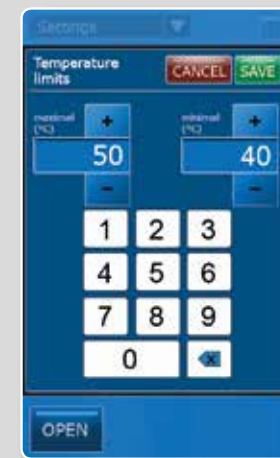 Settings
Temperature
limits
CANCEL SAVE
maximal
(°C)
+
minimal
(°C)
+
50
40
-
-
1 2 3
4 5 6
7 8 9
0
OPEN